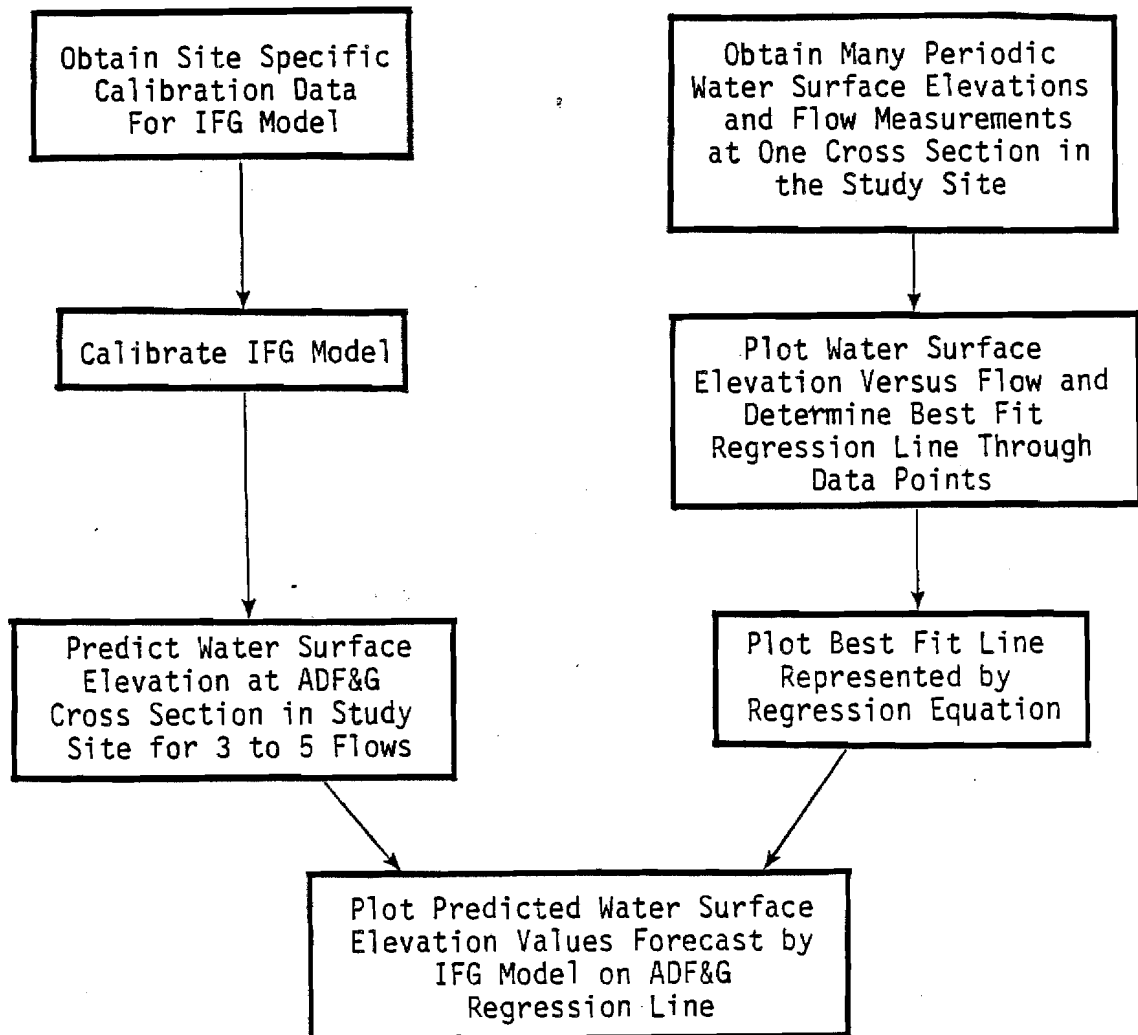 Obtain Site Specific
Calibration Data
For IFG Model
Obtain Many Periodic
Water Surface Elevations
and Flow Measurements
at One Cross Section in
the Study Site
Calibrate IFG Model
Plot Water Surface
Elevation Versus Flow and
Determine Best Fit
Regression Line Through
Data Points
Predict Water Surface
Elevation at ADF&G
Cross Section in Study
Site for 3 to 5 Flows
Plot Best Fit Line
Represented by
Regression Equation
Plot Predicted Water Surface
Elevation Values Forecast by
IFG Model on ADF&G
Regression Line